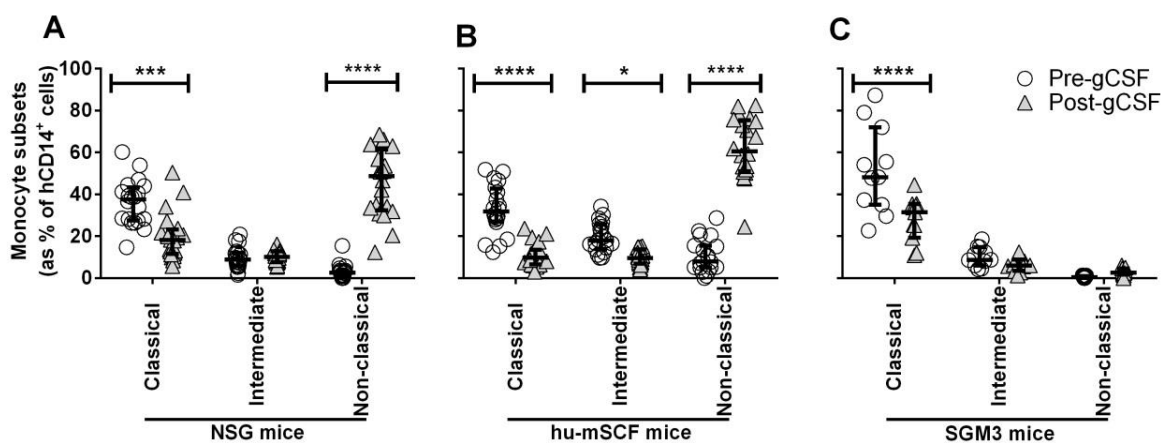 A
B
C
Monocyte subsets
(as % of hCD14⁺ cells)
100
80
60
40
20
0
***
****
****
*
****
****
Pre-gCSF
Post-gCSF
Classical
Intermediate
Non-classical
NSG mice
Classical
Intermediate
Non-classical
hu-mSCF mice
Classical
Intermediate
Non-classical
SGM3 mice